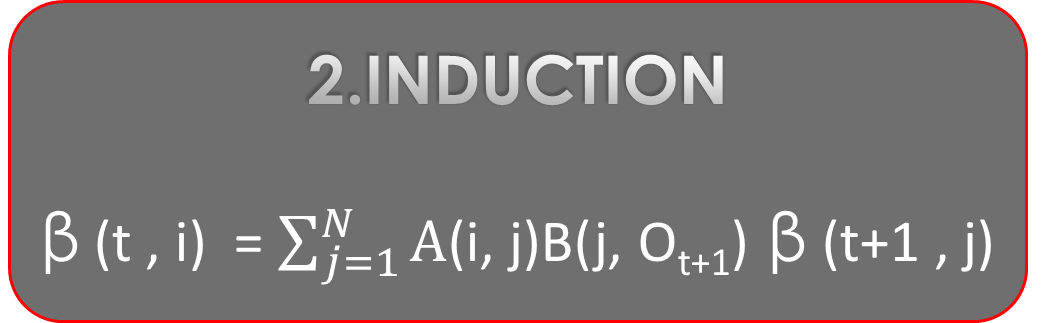 2.INDUCTION
β (t , i) = ∑_{j=1}^{N} A(i, j)B(j, O_{t+1}) β (t+1 , j)